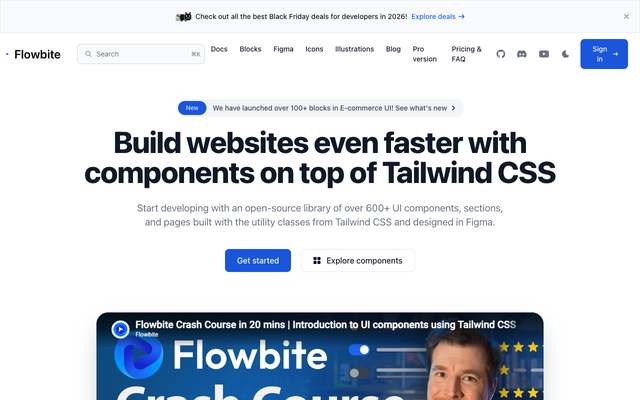 Check out all the best Black Friday deals for developers in 2026! Explore deals →
Flowbite
Search ⌘K
Docs
Blocks
Figma
Icons
Illustrations
Blog
Pro version
Pricing & FAQ
Sign in →
New We have launched over 100+ blocks in E-commerce UI! See what's new
Build websites even faster with
components on top of Tailwind CSS
Start developing with an open-source library of over 600+ UI components, sections,
and pages built with the utility classes from Tailwind CSS and designed in Figma.
Get started
Explore components
Flowbite Crash Course in 20 mins | Introduction to UI components using Tailwind CSS
Flowbite
Flowbite
Crash Course